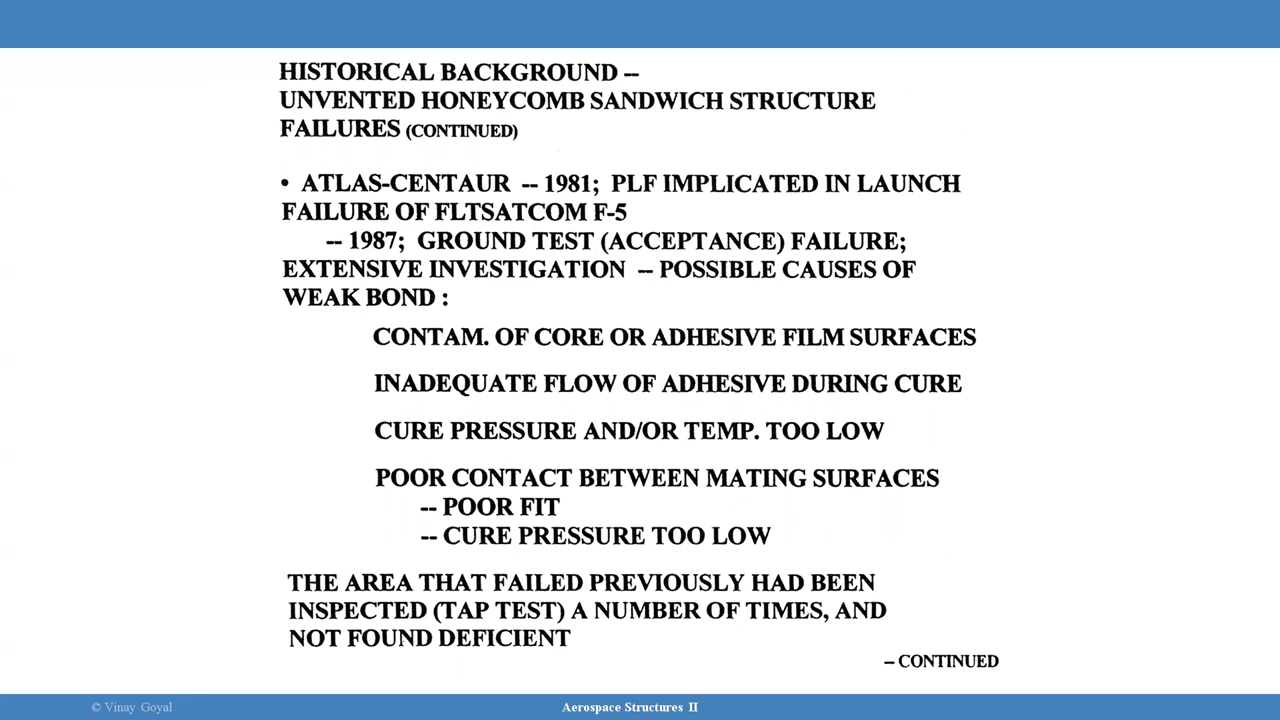 HISTORICAL BACKGROUND --
UNVENTED HONEYCOMB SANDWICH STRUCTURE
FAILURES (CONTINUED)
• ATLAS-CENTAUR -- 1981; PLF IMPLICATED IN LAUNCH
FAILURE OF FLTSATCOM F-5
-- 1987; GROUND TEST (ACCEPTANCE) FAILURE;
EXTENSIVE INVESTIGATION -- POSSIBLE CAUSES OF
WEAK BOND :
CONTAM. OF CORE OR ADHESIVE FILM SURFACES
INADEQUATE FLOW OF ADHESIVE DURING CURE
CURE PRESSURE AND/OR TEMP. TOO LOW
POOR CONTACT BETWEEN MATING SURFACES
-- POOR FIT
-- CURE PRESSURE TOO LOW
THE AREA THAT FAILED PREVIOUSLY HAD BEEN
INSPECTED (TAP TEST) A NUMBER OF TIMES, AND
NOT FOUND DEFICIENT
-- CONTINUED
© Vinay Goyal
Aerospace Structures II